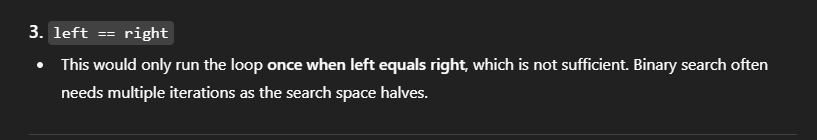 3. left == right
• This would only run the loop once when left equals right, which is not sufficient. Binary search often
needs multiple iterations as the search space halves.